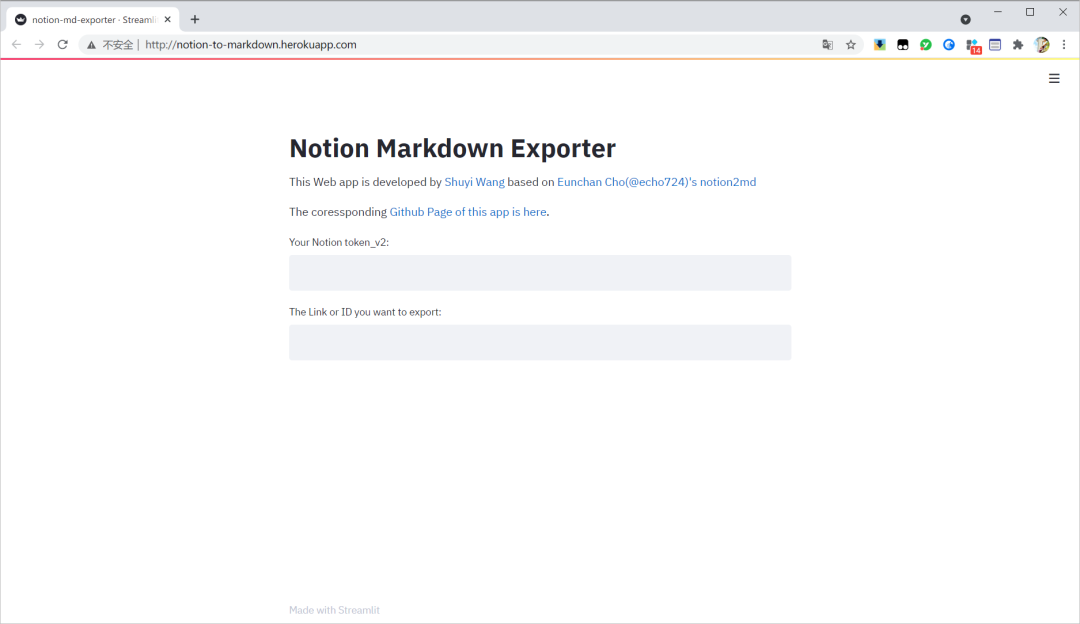 notion-md-exporter · Streamli
不安全 | http://notion-to-markdown.herokuapp.com
14
Notion Markdown Exporter
This Web app is developed by Shuyi Wang based on Eunchan Cho(@echo724)'s notion2md
The coressponding Github Page of this app is here.
Your Notion token_v2:
The Link or ID you want to export:
Made with Streamlit